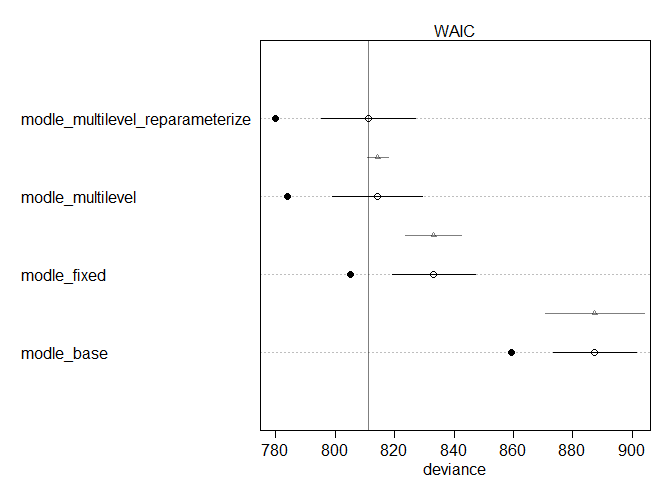 WAIC
modle_multilevel_reparameterize
modle_multilevel
modle_fixed
modle_base
780 800 820 840 860 880 900
deviance